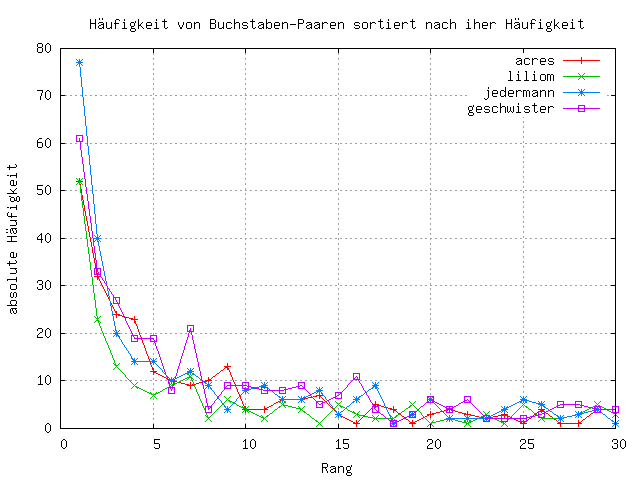 Häufigkeit von Buchstaben-Paaren sortiert nach iher Häufigkeit
80
70
60
50
40
30
20
10
0
absolute Häufigkeit
acres
liliom
jedermann
geschwister
0 5 10 15 20 25 30
Rang